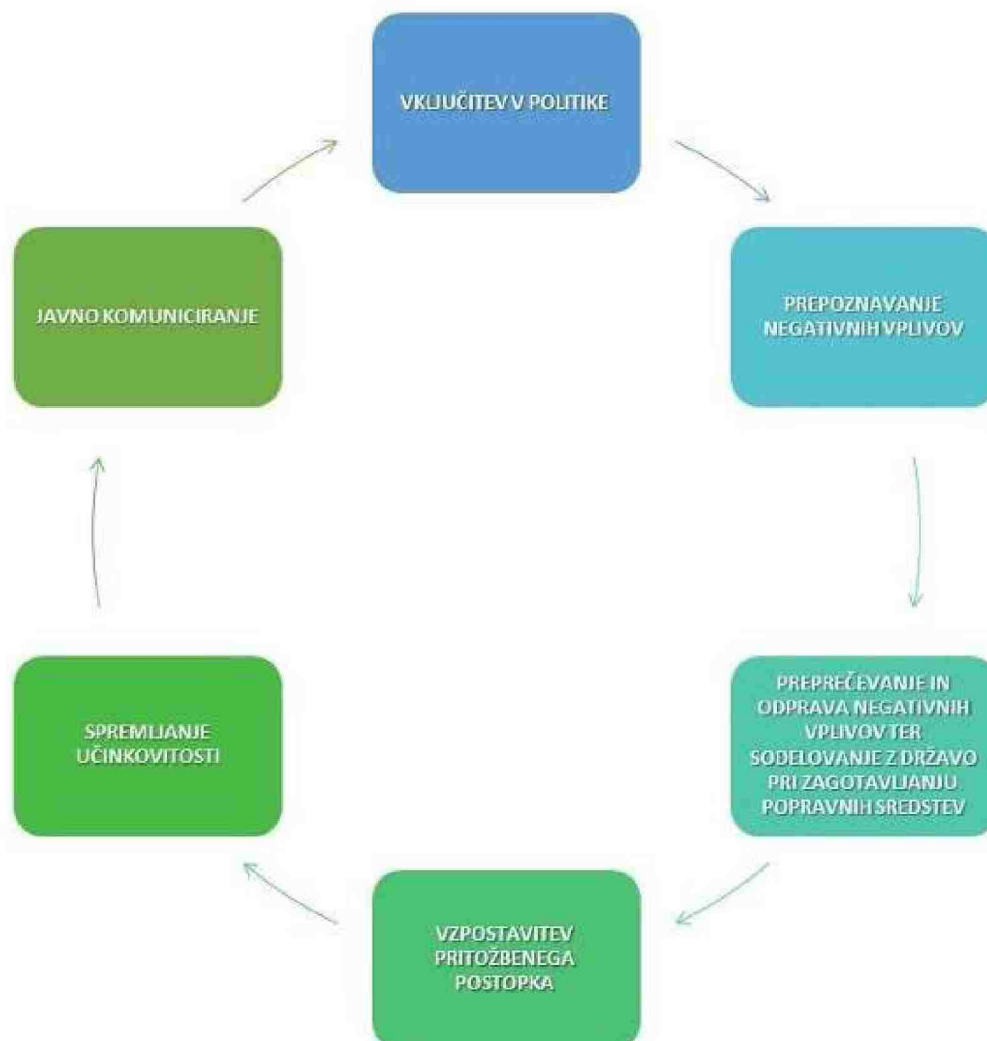 VKLJUČITEV V POLITIKE
PREPOZNAVANJE
NEGATIVNIH VPLIVOV
PREPREČEVANJE IN
ODPRAVA NEGATIVNIH
VPLIVOV TER
SODELOVANJE Z DRŽAVO
PRI ZAGOTAVLJANJU
POPRAVNIH SREDSTEV
VZPOSTAVITEV
PRITOŽBENEGA
POSTOPKA
SPREMLJANJE
UČINKOVITOSTI
JAVNO KOMUNICIRANJE